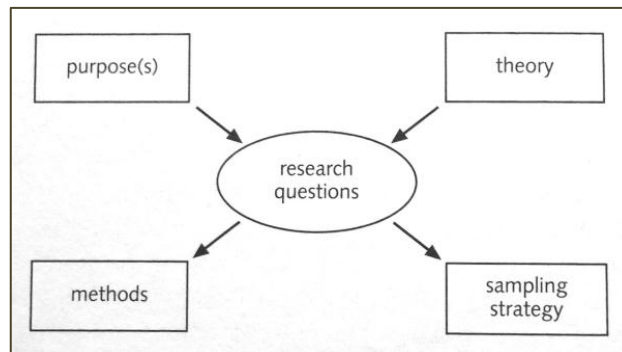 purpose(s)
theory
research
questions
methods
sampling
strategy